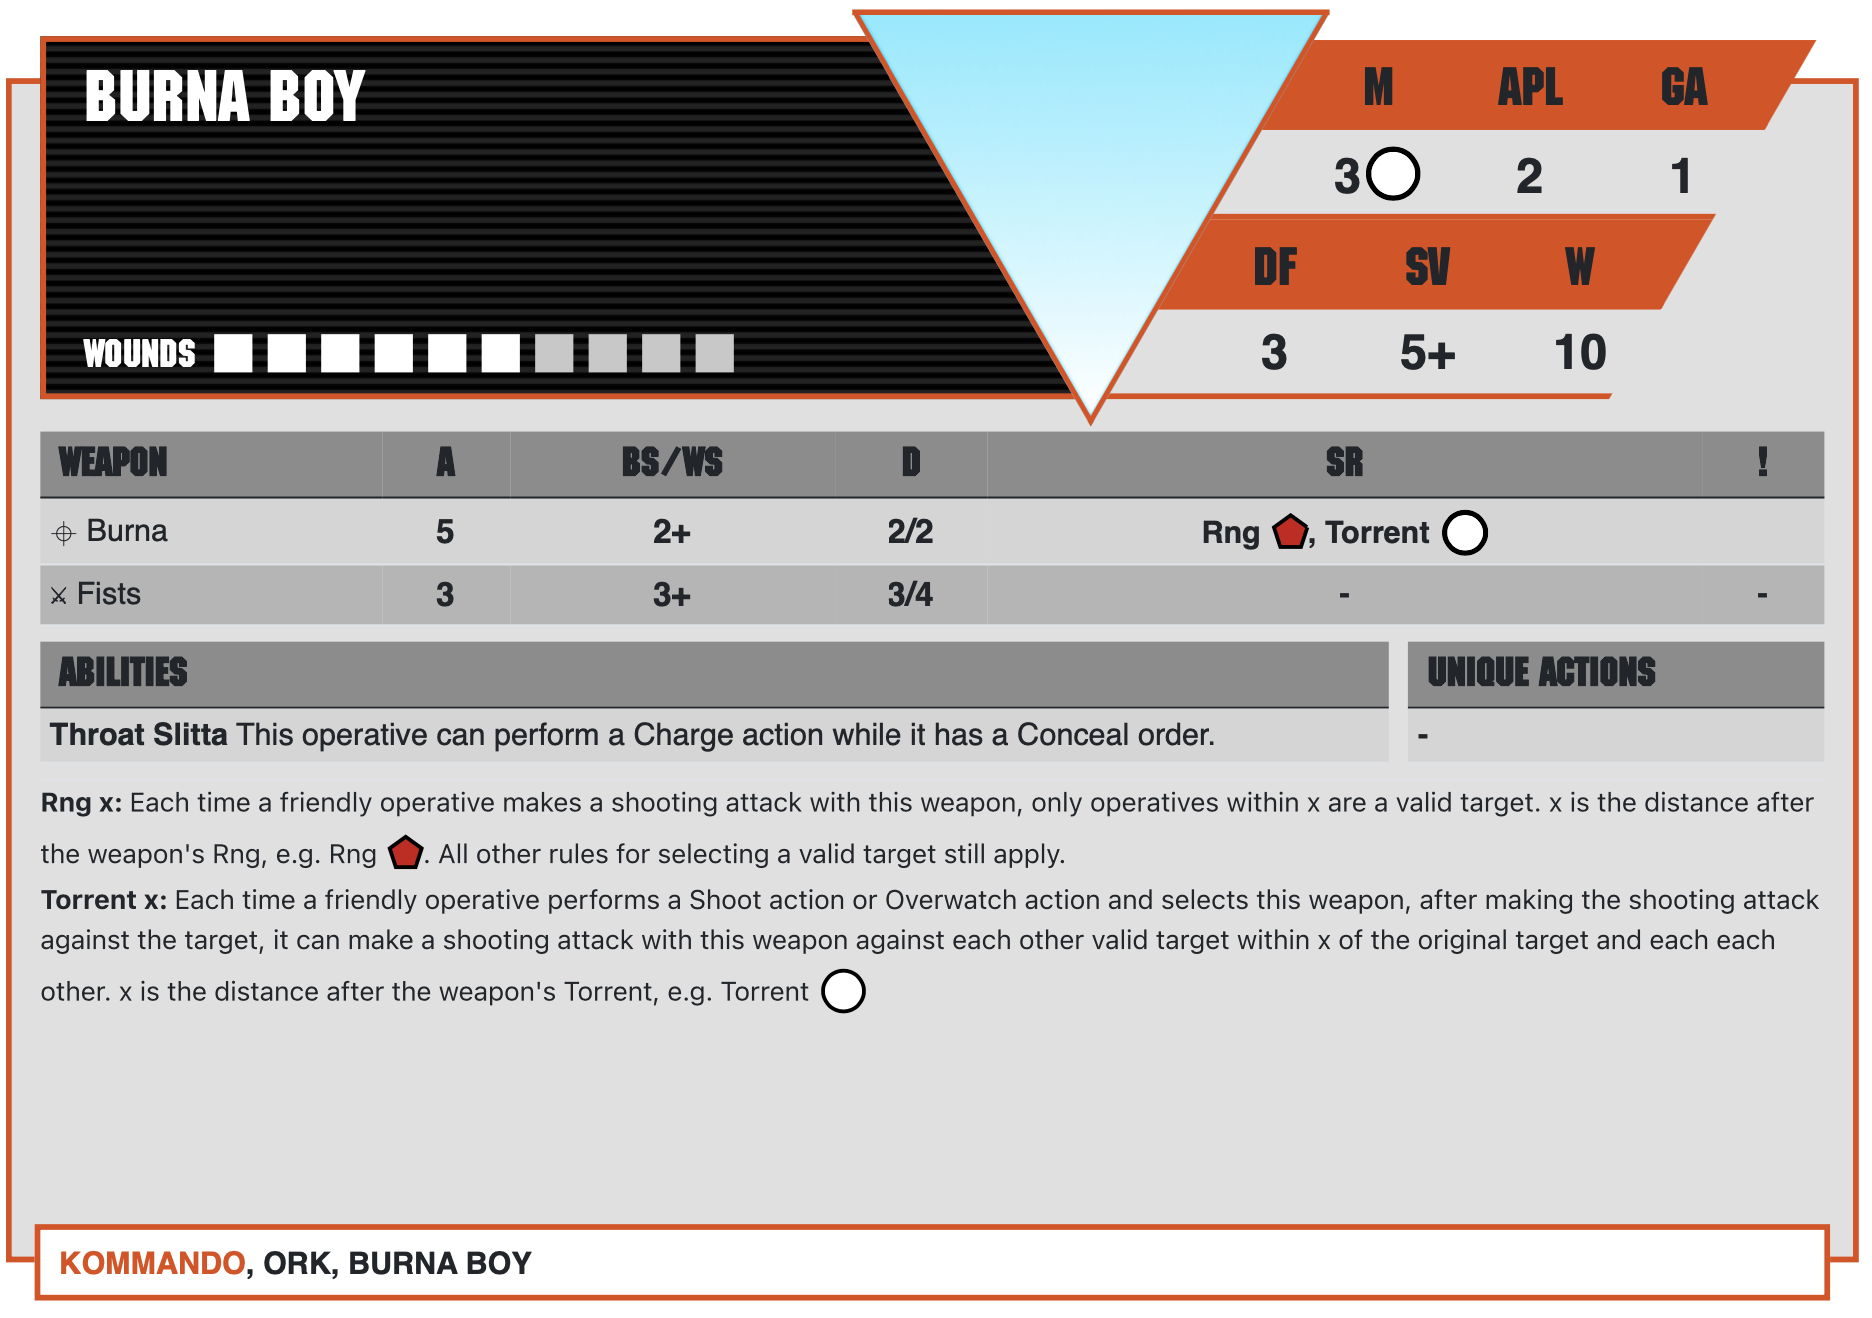 BURNA BOY
M APL GA
3 2 1
DF SV W
3 5+ 10
WOUNDS
WEAPON A BS/WS D SR !
Burna 5 2+ 2/2 Rng , Torrent
Fists 3 3+ 3/4 - -
ABILITIES
UNIQUE ACTIONS
Throat Slitta This operative can perform a Charge action while it has a Conceal order.
-
Rng x: Each time a friendly operative makes a shooting attack with this weapon, only operatives within x are a valid target. x is the distance after
the weapon's Rng, e.g. Rng . All other rules for selecting a valid target still apply.
Torrent x: Each time a friendly operative performs a Shoot action or Overwatch action and selects this weapon, after making the shooting attack
against the target, it can make a shooting attack with this weapon against each other valid target within x of the original target and each each
other. x is the distance after the weapon's Torrent, e.g. Torrent
KOMMANDO, ORK, BURNA BOY